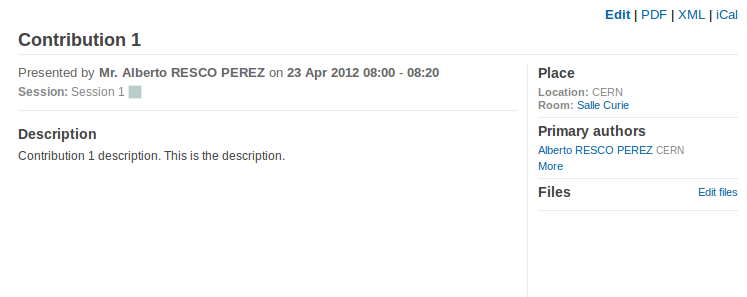 Edit | PDF | XML | iCal
Contribution 1
Presented by Mr. Alberto RESCO PEREZ on 23 Apr 2012 08:00 - 08:20
Session: Session 1
Description
Contribution 1 description. This is the description.
Place
Location: CERN
Room: Salle Curie
Primary authors
Alberto RESCO PEREZ CERN
More
Files Edit files